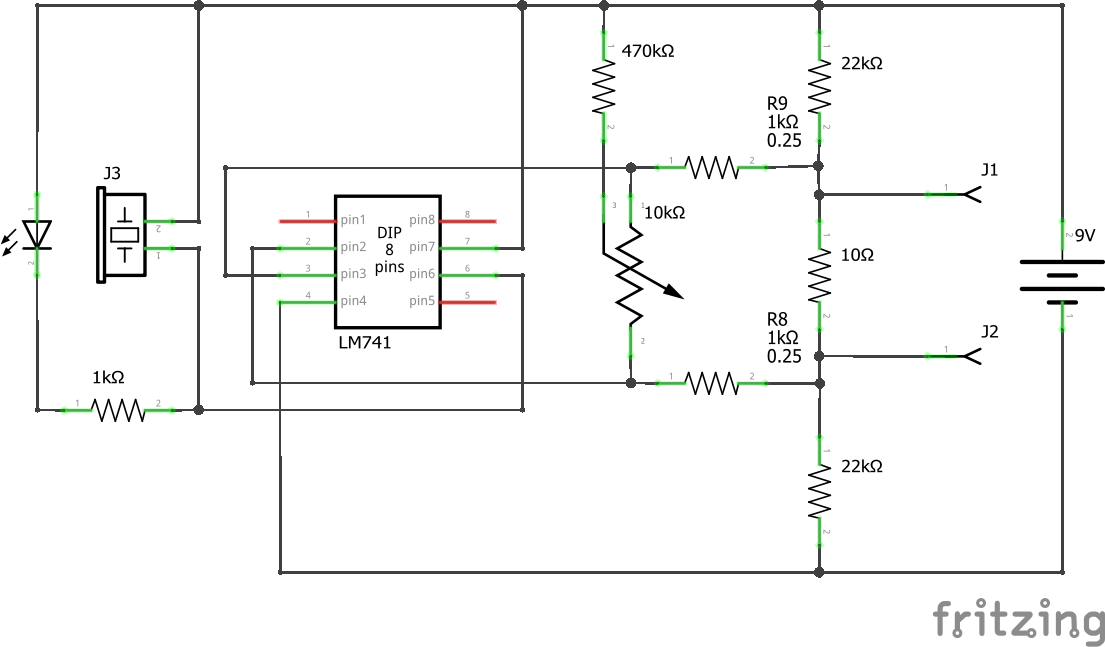 470kΩ
22kΩ
R9
1kΩ
0.25
J3
J1
10kΩ
pin1
pin8
DIP
8
pins
pin2
pin7
pin3
pin6
pin4
pin5
LM741
9V
10Ω
R8
1kΩ
0.25
J2
1kΩ
22kΩ
1
2
1
2
1
2
1
2
1
1
2
3
4
8
7
6
5
3
1
2
1
2
2
1
1
2
1
1
2
1
2
1
2
fritzing